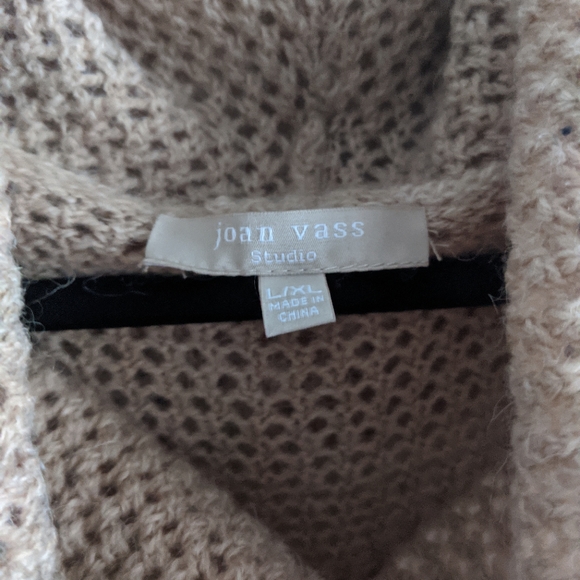 joan vass
Studio
L/XL
MADE IN
CHINA